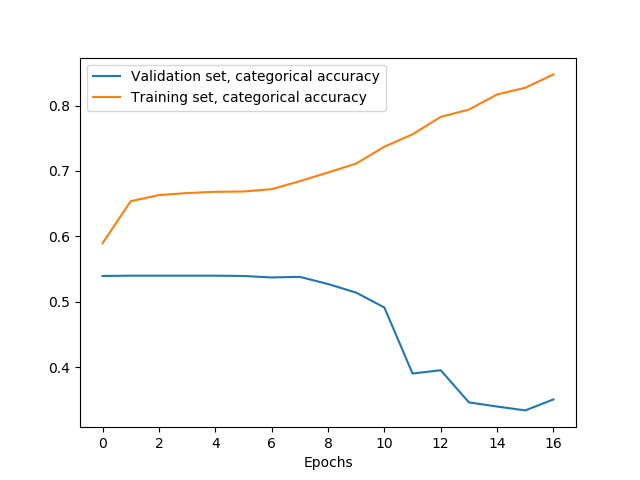 Validation set, categorical accuracy
Training set, categorical accuracy
0.8
0.7
0.6
0.5
0.4
0 2 4 6 8 10 12 14 16
Epochs